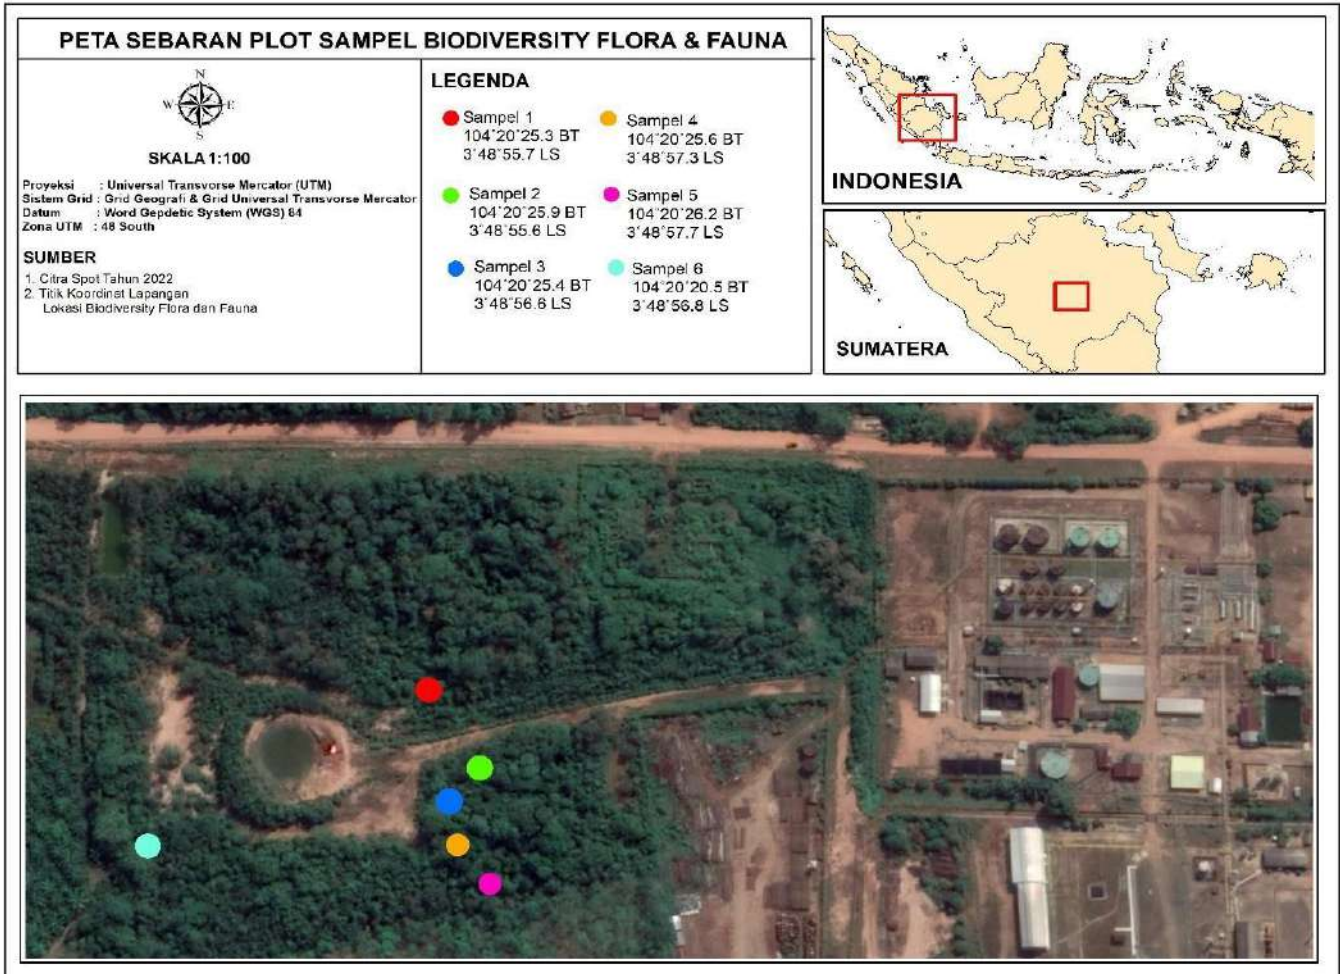 PETA SEBARAN PLOT SAMPEL BIODIVERSITY FLORA & FAUNA
N
W E
S
SKALA 1:100
Proyeksi : Universal Transvorse Mercator (UTM)
Sistem Grid : Grid Geografi & Grid Universal Transvorse Mercator
Datum : Word Gepdetic System (WGS) 84
Zona UTM : 48 South
SUMBER
1. Citra Spot Tahun 2022
2. Titik Koordinat Lapangan
Lokasi Biodiversity Flora dan Fauna
LEGENDA
Sampel 1
104°20°25.3 BT
3°48°55.7 LS
Sampel 2
104°20°25.9 BT
3°48°55.6 LS
Sampel 3
104°20°25.4 BT
3°48°56.6 LS
Sampel 4
104°20°25.6 BT
3°48°57.3 LS
Sampel 5
104°20°26.2 BT
3°48°57.7 LS
Sampel 6
104°20°20.5 BT
3°48°56.8 LS
INDONESIA
SUMATERA